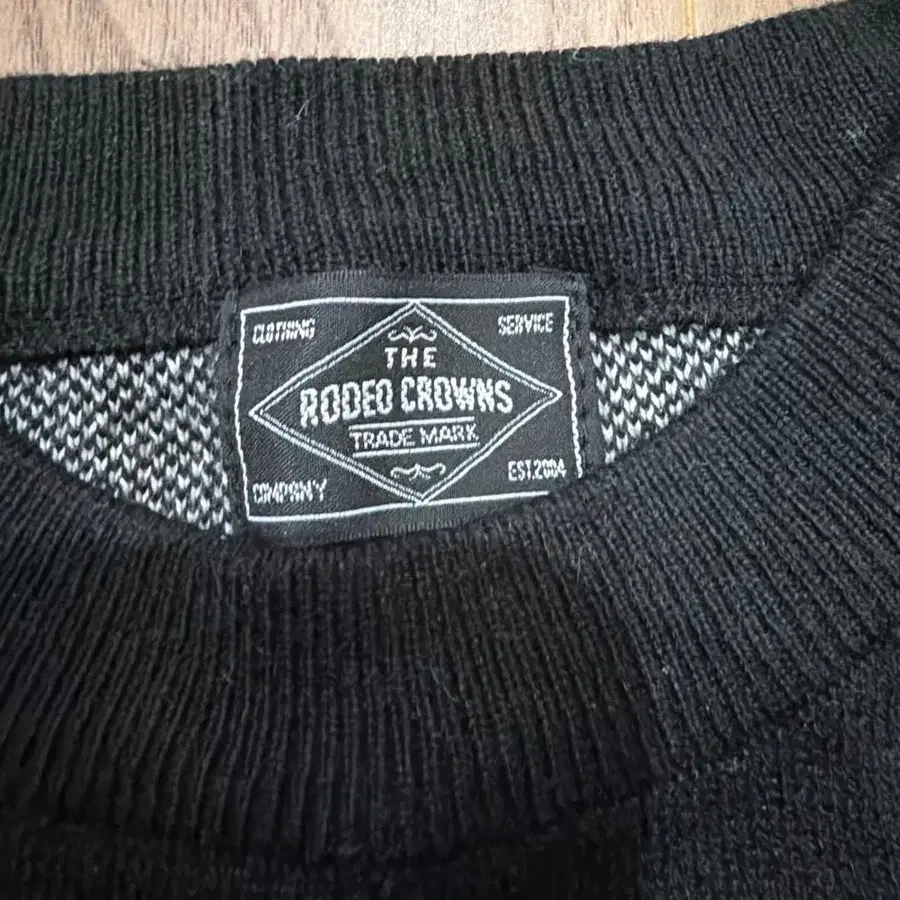 CLOTHING
SERVICE
THE
RODEO CROWNS
TRADE MARK
COMPANY
EST.2004